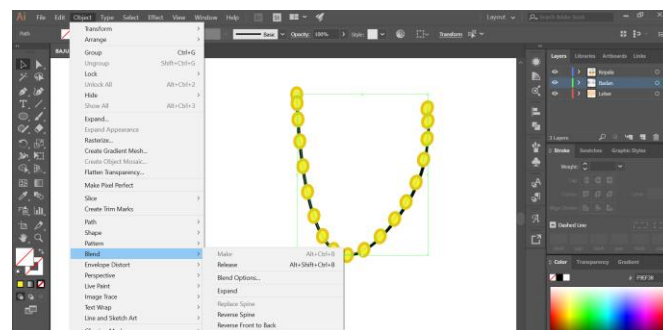 Ai File Edit Object Type Select Effect View Window Help
Layout
Path
Basic Opacity: 100% Style: Transform
BAJU
Transform
Arrange
Group Ctrl+G
Ungroup Shift+Ctrl+G
Lock
Unlock All Alt+Ctrl+2
Hide
Show All Alt+Ctrl+3
Expand...
Expand Appearance
Rasterize...
Create Gradient Mesh...
Create Object Mosaic...
Flatten Transparency...
Make Pixel Perfect
Slice
Create Trim Marks
Path
Shape
Pattern
Blend
Envelope Distort
Perspective
Live Paint
Image Trace
Text Wrap
Line and Sketch Art
Make Alt+Ctrl+B
Release Alt+Shift+Ctrl+B
Blend Options...
Expand
Replace Spine
Reverse Spine
Reverse Front to Back
Layers Libraries Artboards Links
Kepala
Badan
Leher
3 Layers
Stroke Swatches Graphic Styles
Weight:
Dashed Line
Color Transparency Gradient